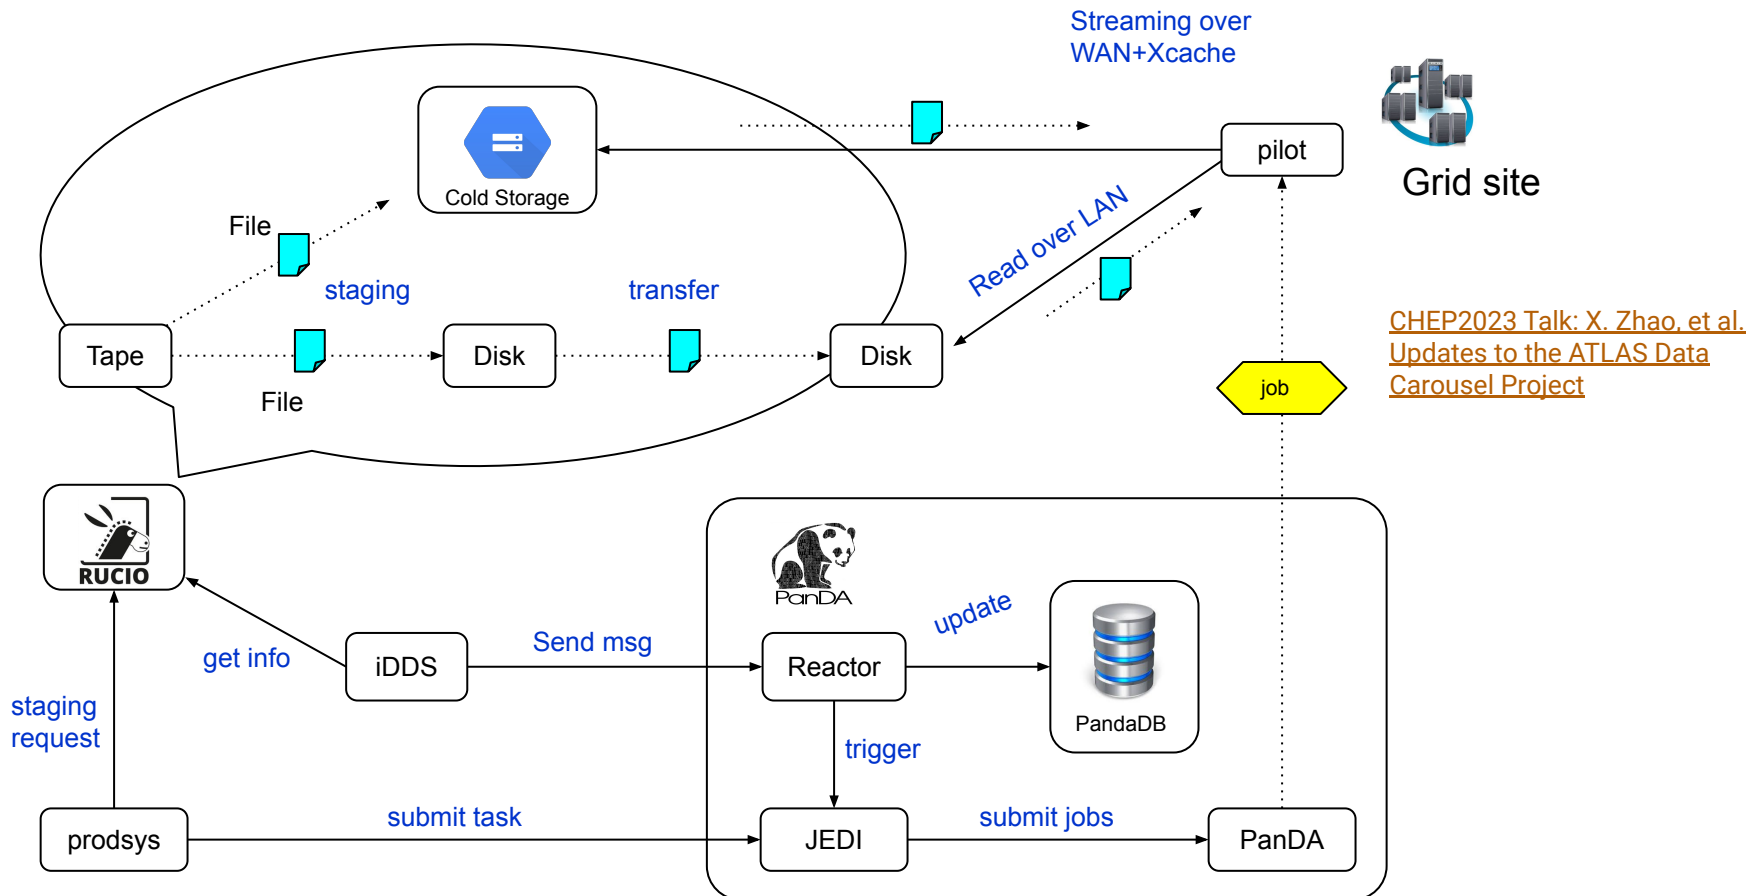 Streaming over
WAN+Xcache
Cold Storage
pilot
Grid site
File
Read over LAN
staging
transfer
Tape
Disk
Disk
File
CHEP2023 Talk: X. Zhao, et al.
Updates to the ATLAS Data
Carousel Project
job
RUCIO
PanDA
update
get info
iDDS
Send msg
Reactor
PandaDB
staging
request
trigger
prodsys
submit task
JEDI
submit jobs
PanDA